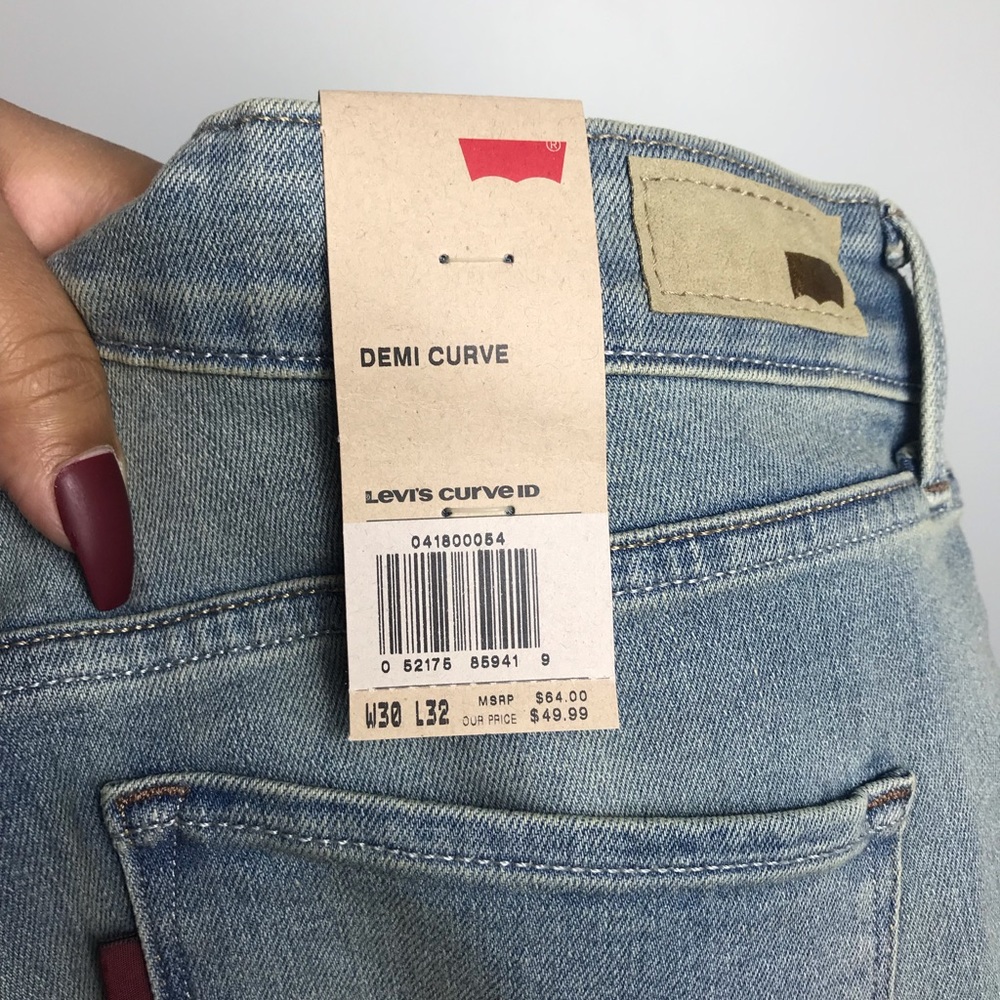 ®
DEMI CURVE
LEVI'S CURVE ID
041800054
0 52175 85941 9
W30 L32 MSRP $64.00
OUR PRICE $49.99